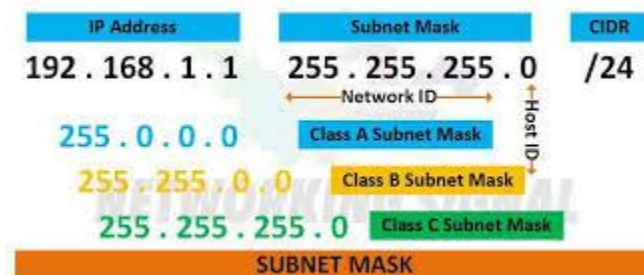 IP Address Subnet Mask CIDR
192 . 168 . 1 . 1 255 . 255 . 255 . 0 /24
Network ID
Host ID
255 . 0 . 0 . 0 Class A Subnet Mask
255 . 255 . 0 . 0 Class B Subnet Mask
NETWORKING SIGNAL
255 . 255 . 255 . 0 Class C Subnet Mask
SUBNET MASK